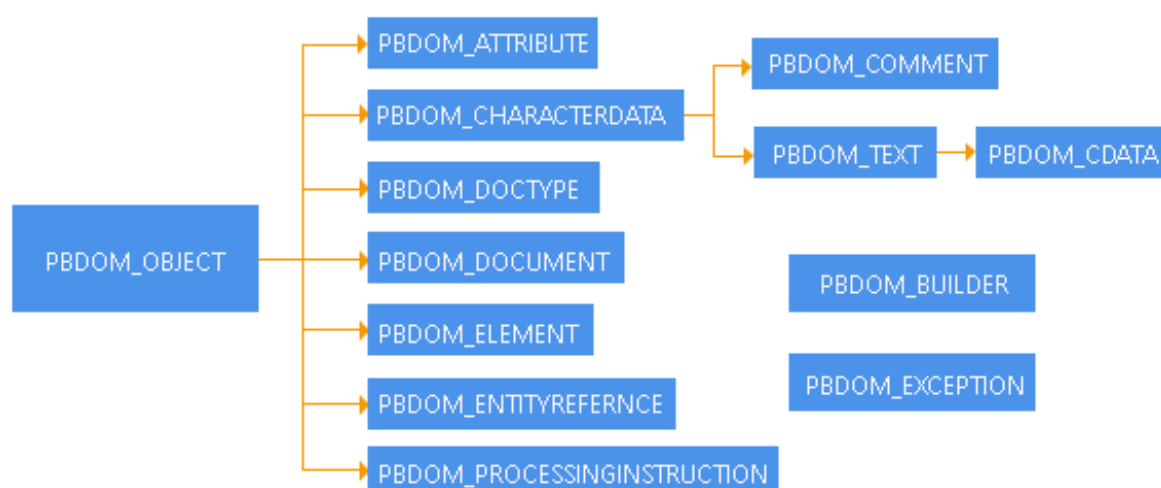 PBDOM_OBJECT
PBDOM_ATTRIBUTE
PBDOM_CHARACTERDATA
PBDOM_DOCTYPE
PBDOM_DOCUMENT
PBDOM_ELEMENT
PBDOM_ENTITYREFERNCE
PBDOM_PROCESSINGINSTRUCTION
PBDOM_COMMENT
PBDOM_TEXT
PBDOM_CDATA
PBDOM_BUILDER
PBDOM_EXCEPTION